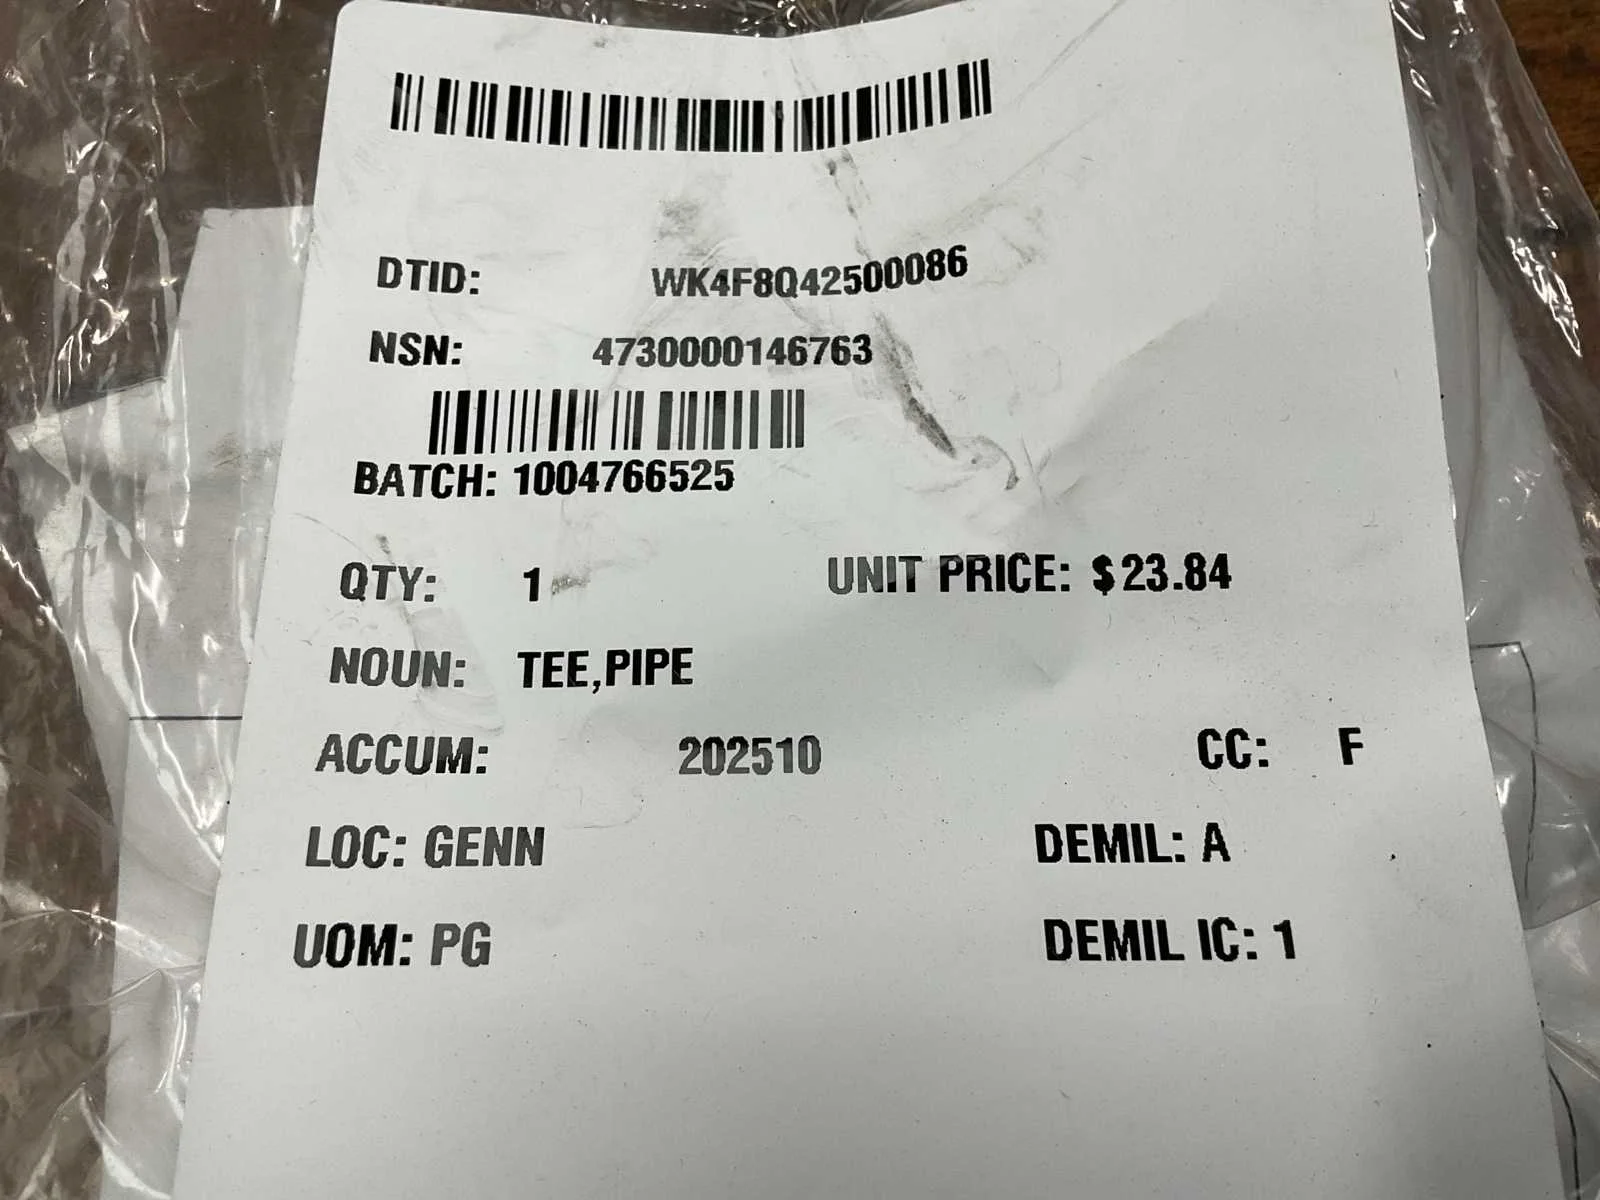 DTID: WK4F8Q42500086
NSN: 4730000146763
BATCH: 1004766525
QTY: 1 UNIT PRICE: $23.84
NOUN: TEE,PIPE
ACCUM: 202510 CC: F
LOC: GENN DEMIL: A
UOM: PG DEMIL IC: 1